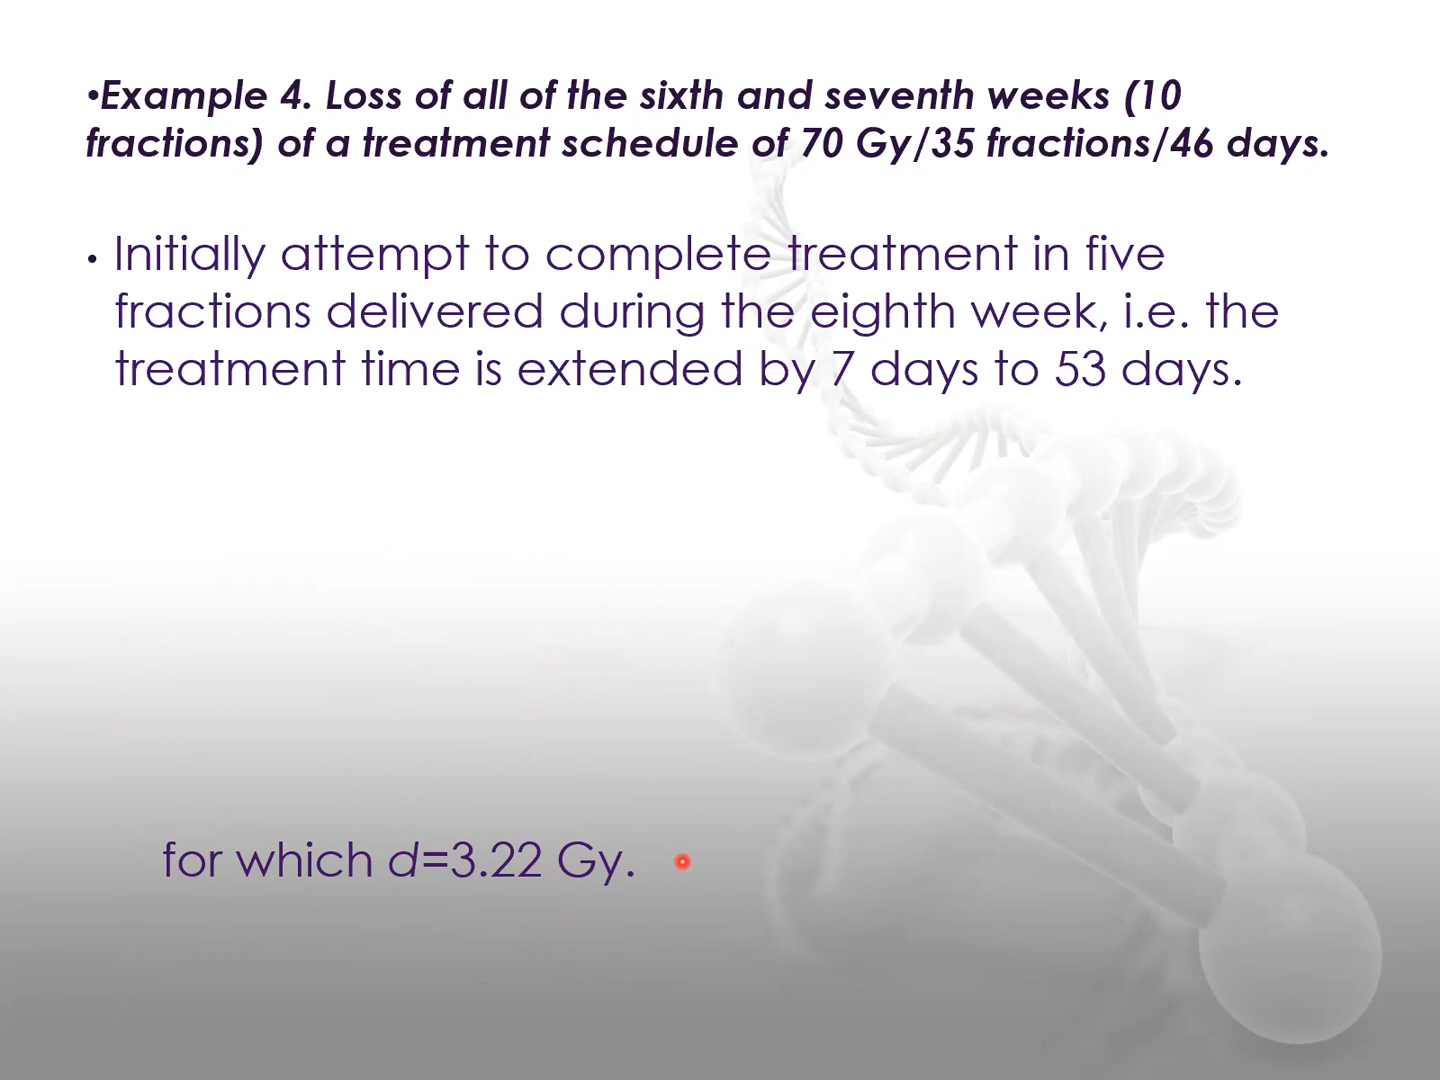 •Example 4. Loss of all of the sixth and seventh weeks (10
fractions) of a treatment schedule of 70 Gy/35 fractions/46 days.
• Initially attempt to complete treatment in five
fractions delivered during the eighth week, i.e. the
treatment time is extended by 7 days to 53 days.
for which d=3.22 Gy.